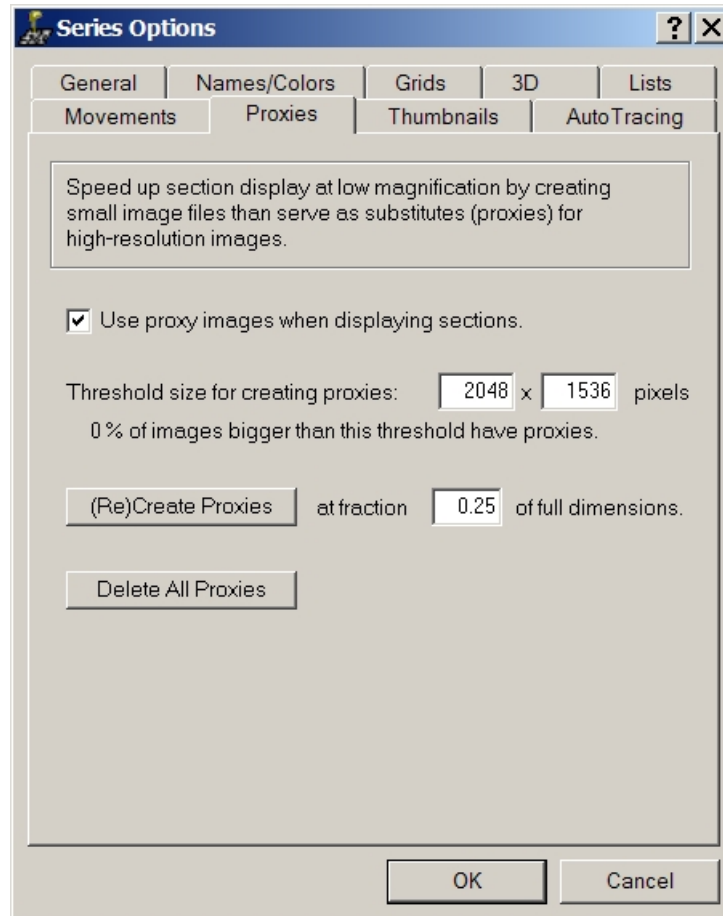 Series Options
General Names/Colors Grids 3D Lists
Movements Proxies Thumbnails AutoTracing
Speed up section display at low magnification by creating
small image files than serve as substitutes (proxies) for
high-resolution images.
Use proxy images when displaying sections.
Threshold size for creating proxies: 2048 x 1536 pixels
0 % of images bigger than this threshold have proxies.
(Re)Create Proxies at fraction 0.25 of full dimensions.
Delete All Proxies
OK Cancel